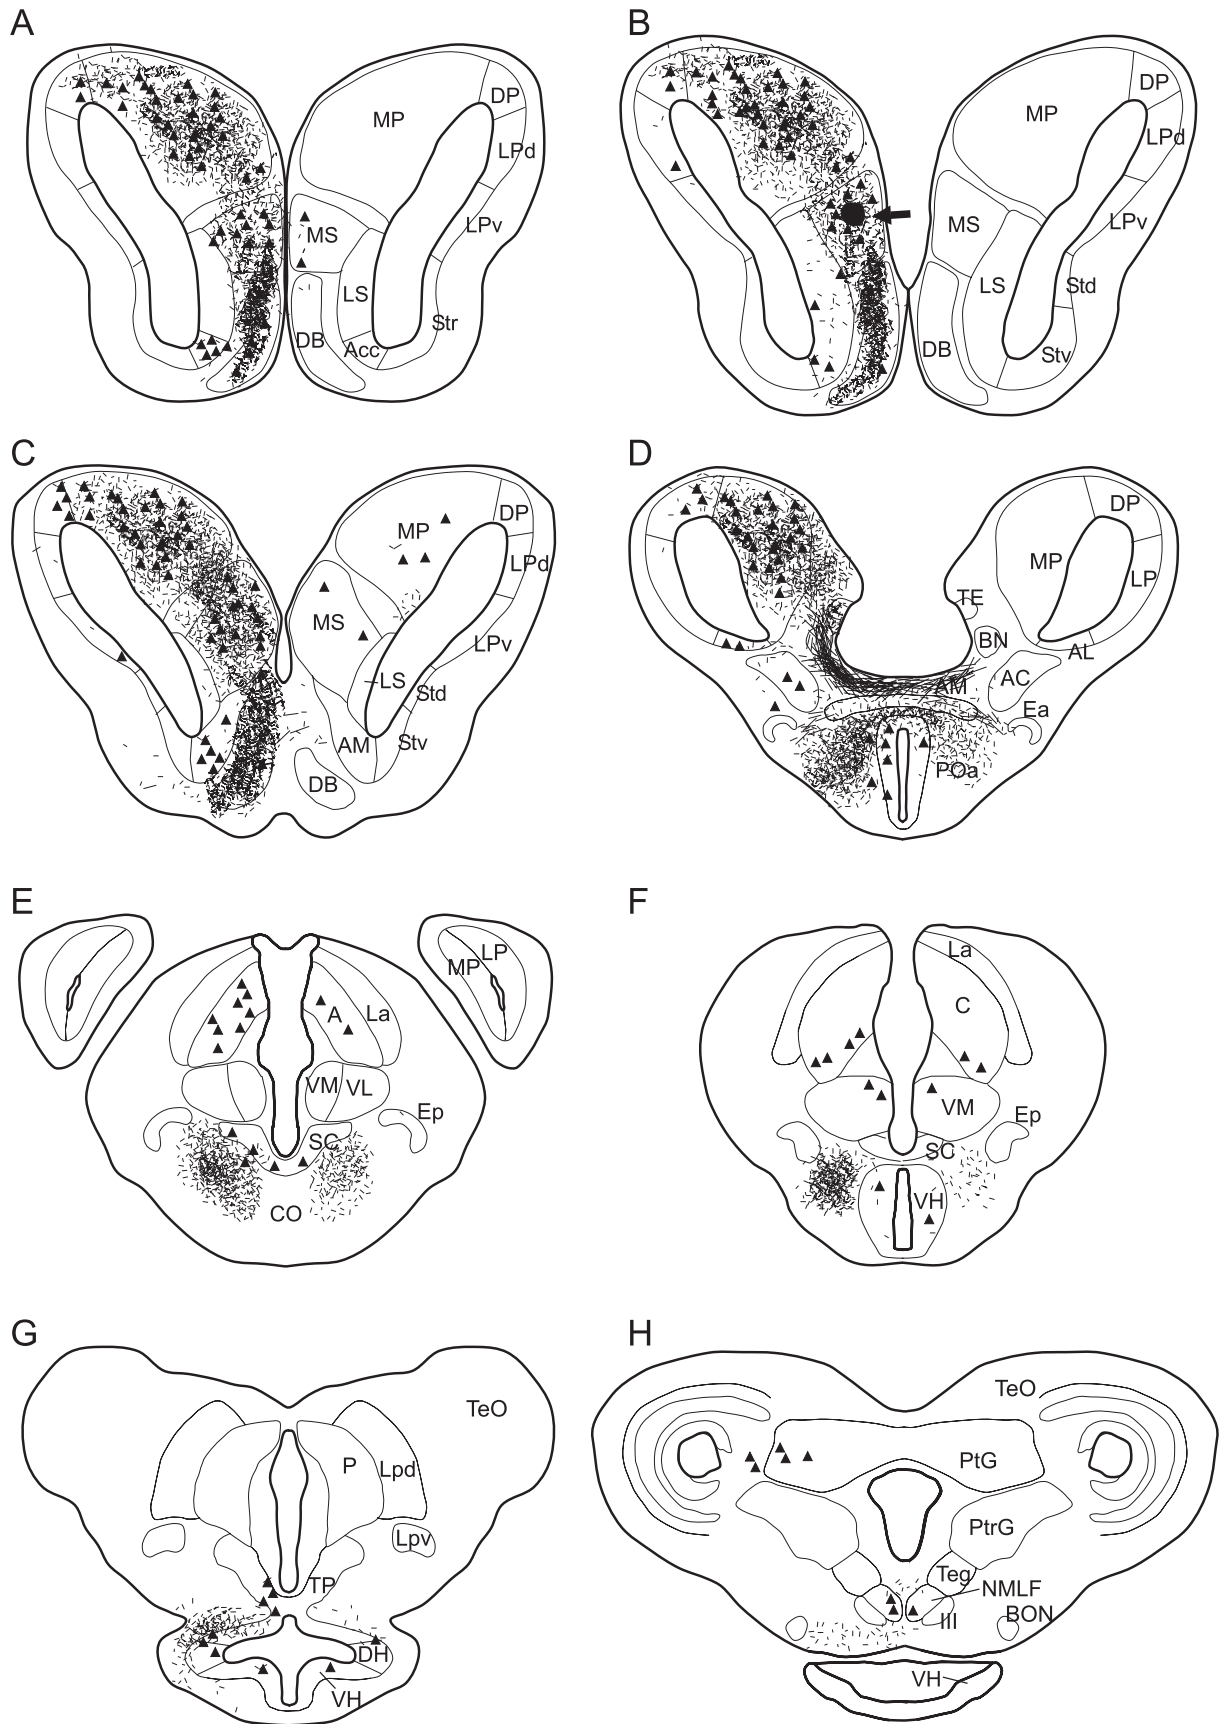 A
MP
DP
LPd
MS
LPv
LS
Str
DB
Acc
B
DP
MP
LPd
MS
LPv
LS
Std
DB
Stv
C
DP
MP
LPd
MS
LPv
LS
Std
AM
Stv
DB
D
DP
MP
LP
TE
BN
AL
AC
AM
Ea
POa
E
LP
MP
A
La
VM
VL
Ep
SC
CO
F
La
C
VM
Ep
SC
VH
G
TeO
P
Lpd
Lpv
TP
DH
VH
H
TeO
PtG
PtrG
Teg
NMLF
III
BON
VH